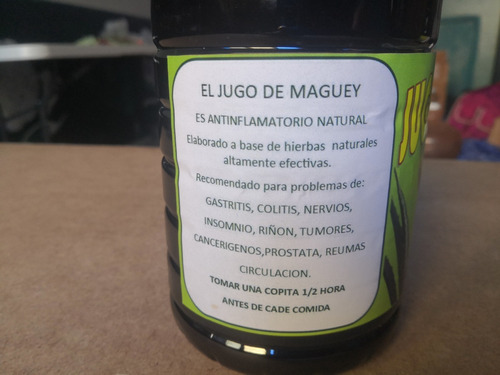 EL JUGO DE MAGUEY
ES ANTINFLAMATORIO NATURAL
Elaborado a base de hierbas naturales
altamente efectivas.
Recomendado para problemas de:
GASTRITIS, COLITIS, NERVIOS,
INSOMNIO, RIÑON, TUMORES,
CANCERIGENOS,PROSTATA, REUMAS
CIRCULACION.
TOMAR UNA COPITA 1/2 HORA
ANTES DE CADE COMIDA